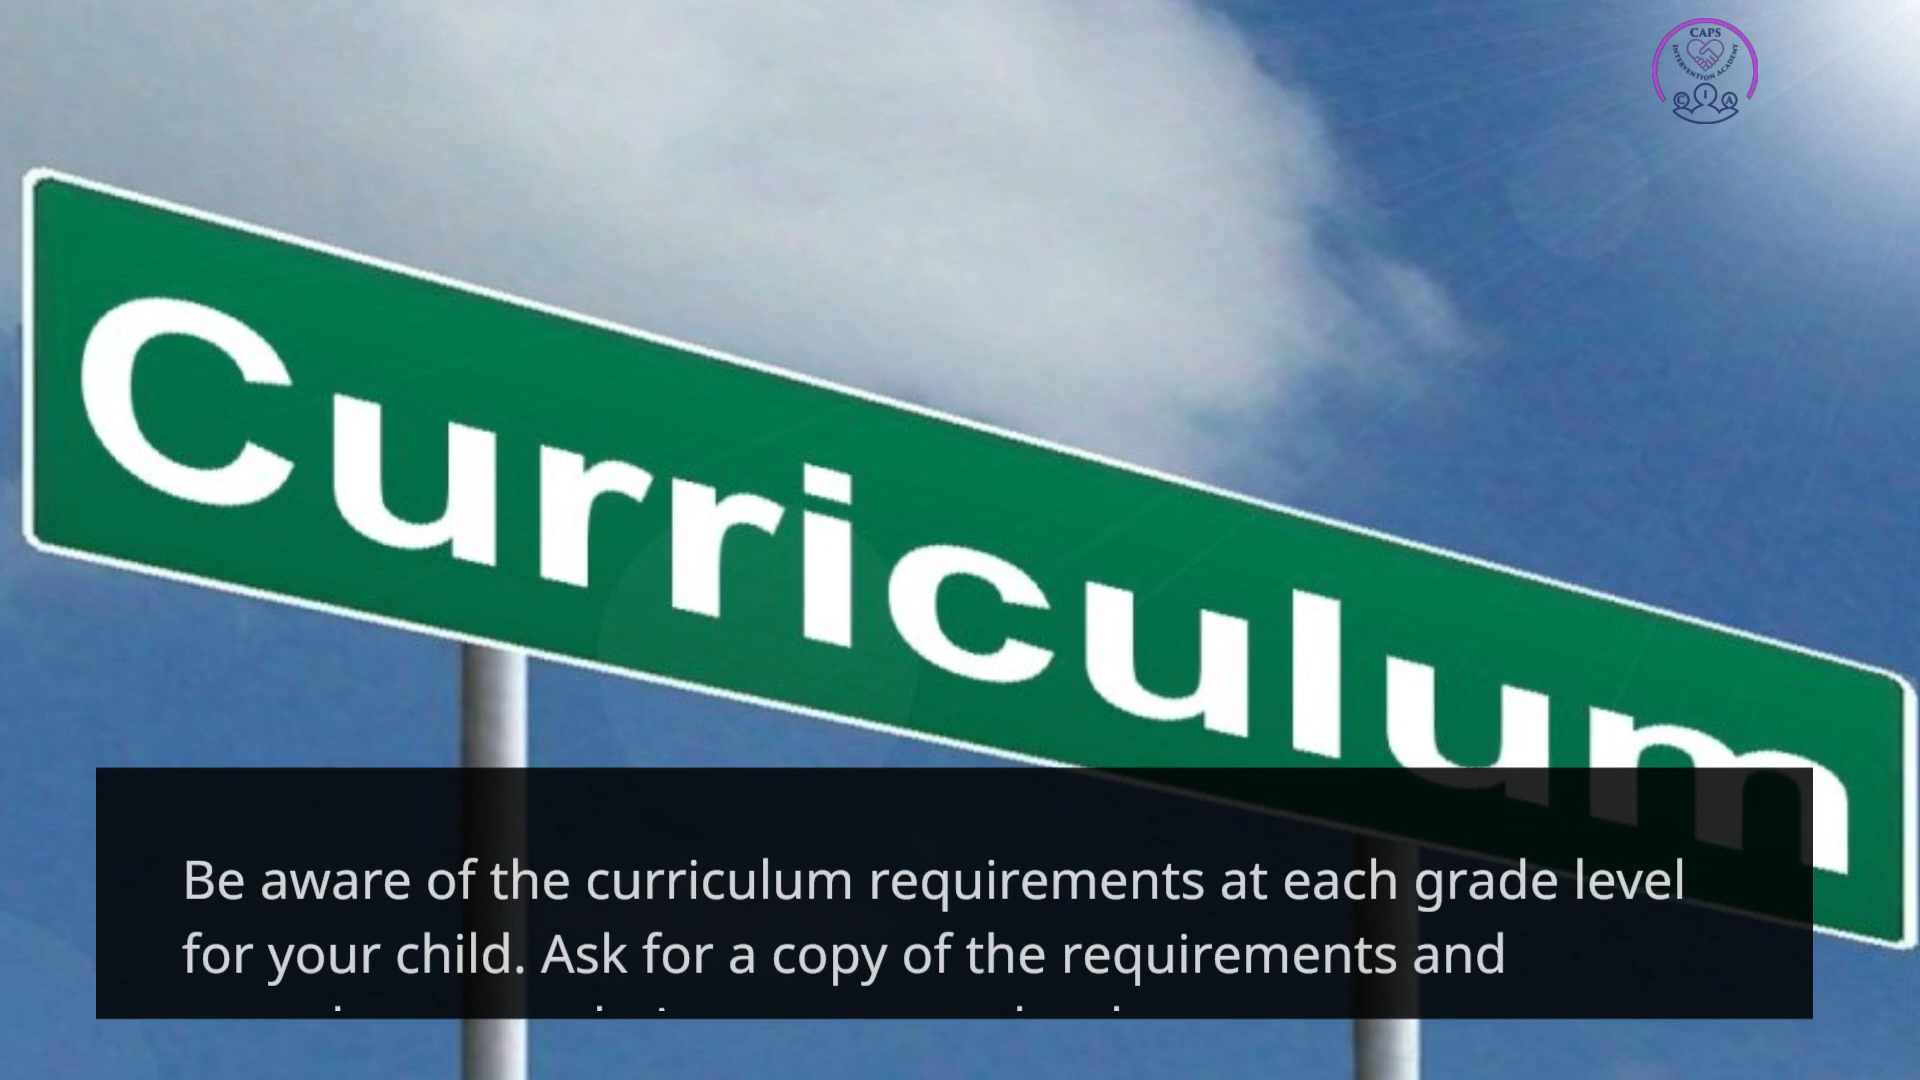 CAPS
INTERVENTION ACADEMY
C I A
Curriculum
Be aware of the curriculum requirements at each grade level
for your child. Ask for a copy of the requirements and